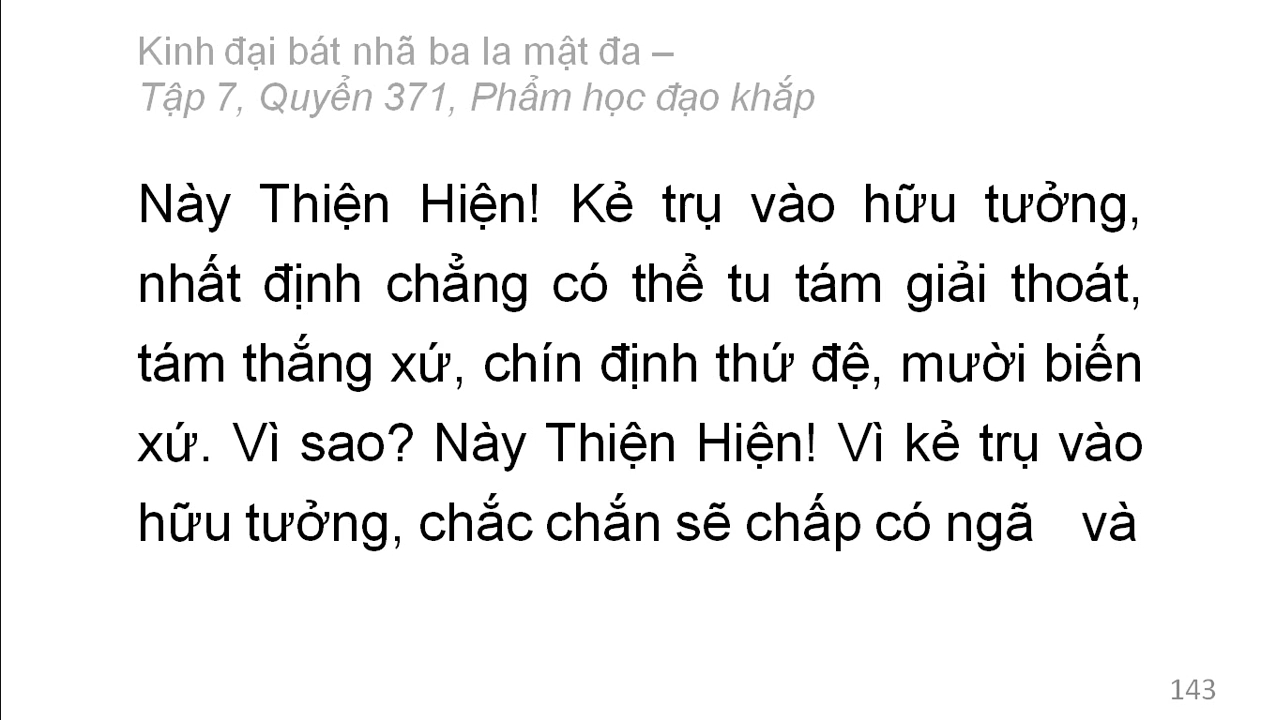 Kinh đại bát nhã ba la mật đa –
Tập 7, Quyển 371, Phẩm học đạo khắp
Này Thiện Hiện! Kẻ trụ vào hữu tưởng,
nhất định chẳng có thể tu tám giải thoát,
tám thắng xứ, chín định thứ đệ, mười biến
xứ. Vì sao? Này Thiện Hiện! Vì kẻ trụ vào
hữu tưởng, chắc chắn sẽ chấp có ngã và
143